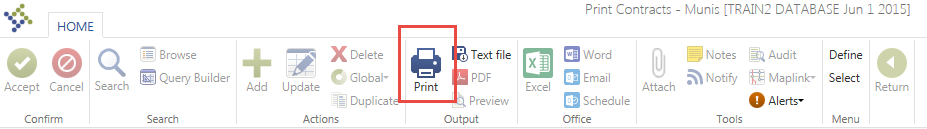 Print Contracts - Munis [TRAIN2 DATABASE Jun 1 2015]
HOME
Accept
Cancel
Confirm
Search
Browse
Query Builder
Search
Add
Update
Delete
Global
Duplicate
Actions
Print
Text file
PDF
Preview
Output
Excel
Word
Email
Schedule
Office
Attach
Notes
Notify
Audit
Maplink
Alerts
Tools
Define
Select
Menu
Return